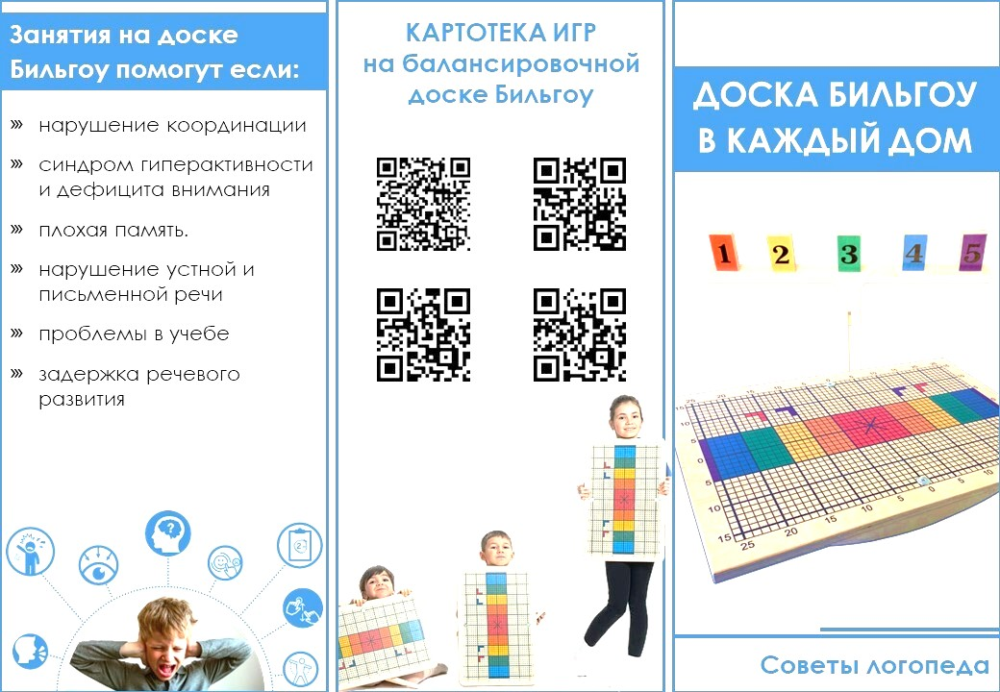 Занятия на доске
Бильгоу помогут если:
»» нарушение координации
»» синдром гиперактивности
и дефицита внимания
»» плохая память.
»» нарушение устной и
письменной речи
»» проблемы в учебе
»» задержка речевого
развития
КАРТОТЕКА ИГР
на балансировочной
доске Бильгоу
ДОСКА БИЛЬГОУ
В КАЖДЫЙ ДОМ
1 2 3 4 5
Советы логопеда